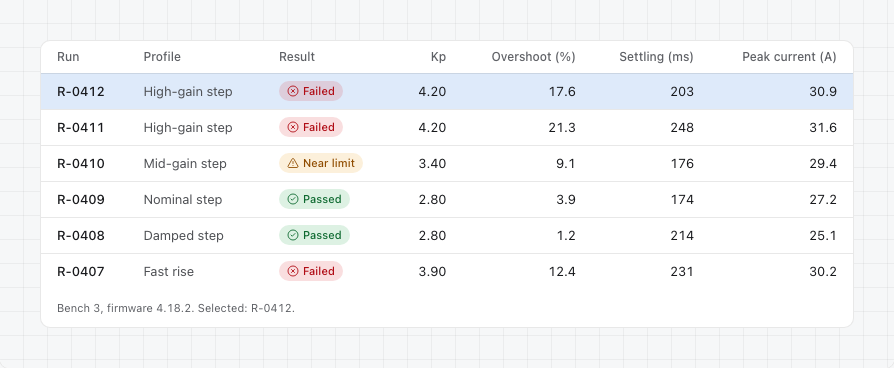 Run Profile Result Kp Overshoot (%) Settling (ms) Peak current (A)
R-0412 High-gain step Failed 4.20 17.6 203 30.9
R-0411 High-gain step Failed 4.20 21.3 248 31.6
R-0410 Mid-gain step Near limit 3.40 9.1 176 29.4
R-0409 Nominal step Passed 2.80 3.9 174 27.2
R-0408 Damped step Passed 2.80 1.2 214 25.1
R-0407 Fast rise Failed 3.90 12.4 231 30.2
Bench 3, firmware 4.18.2. Selected: R-0412.